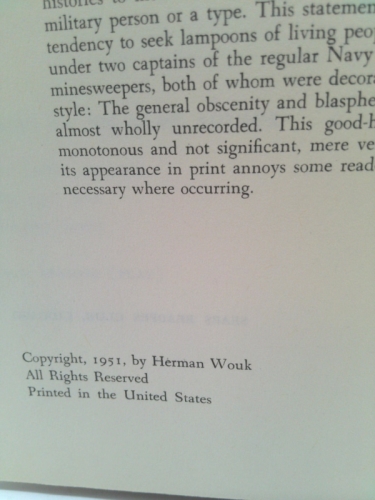 histories to
military person or a type. This statemen
tendency to seek lampoons of living peo
under two captains of the regular Navy
minesweepers, both of whom were decora
style: The general obscenity and blasphe
almost wholly unrecorded. This good-h
monotonous and not significant, mere ve
its appearance in print annoys some read
necessary where occurring.
Copyright, 1951, by Herman Wouk
All Rights Reserved
Printed in the United States